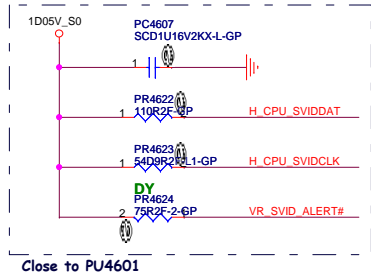 1D05V_S0
PC4607
SCD1U16V2KX-L-GP
1
PR4622
1
110R2F-GP
H_CPU_SVIDDAT
PR4623
1
54D9R2F-L1-GP
H_CPU_SVIDCLK
DY
PR4624
2
75R2F-2-GP
1
VR_SVID_ALERT#
Close to PU4601